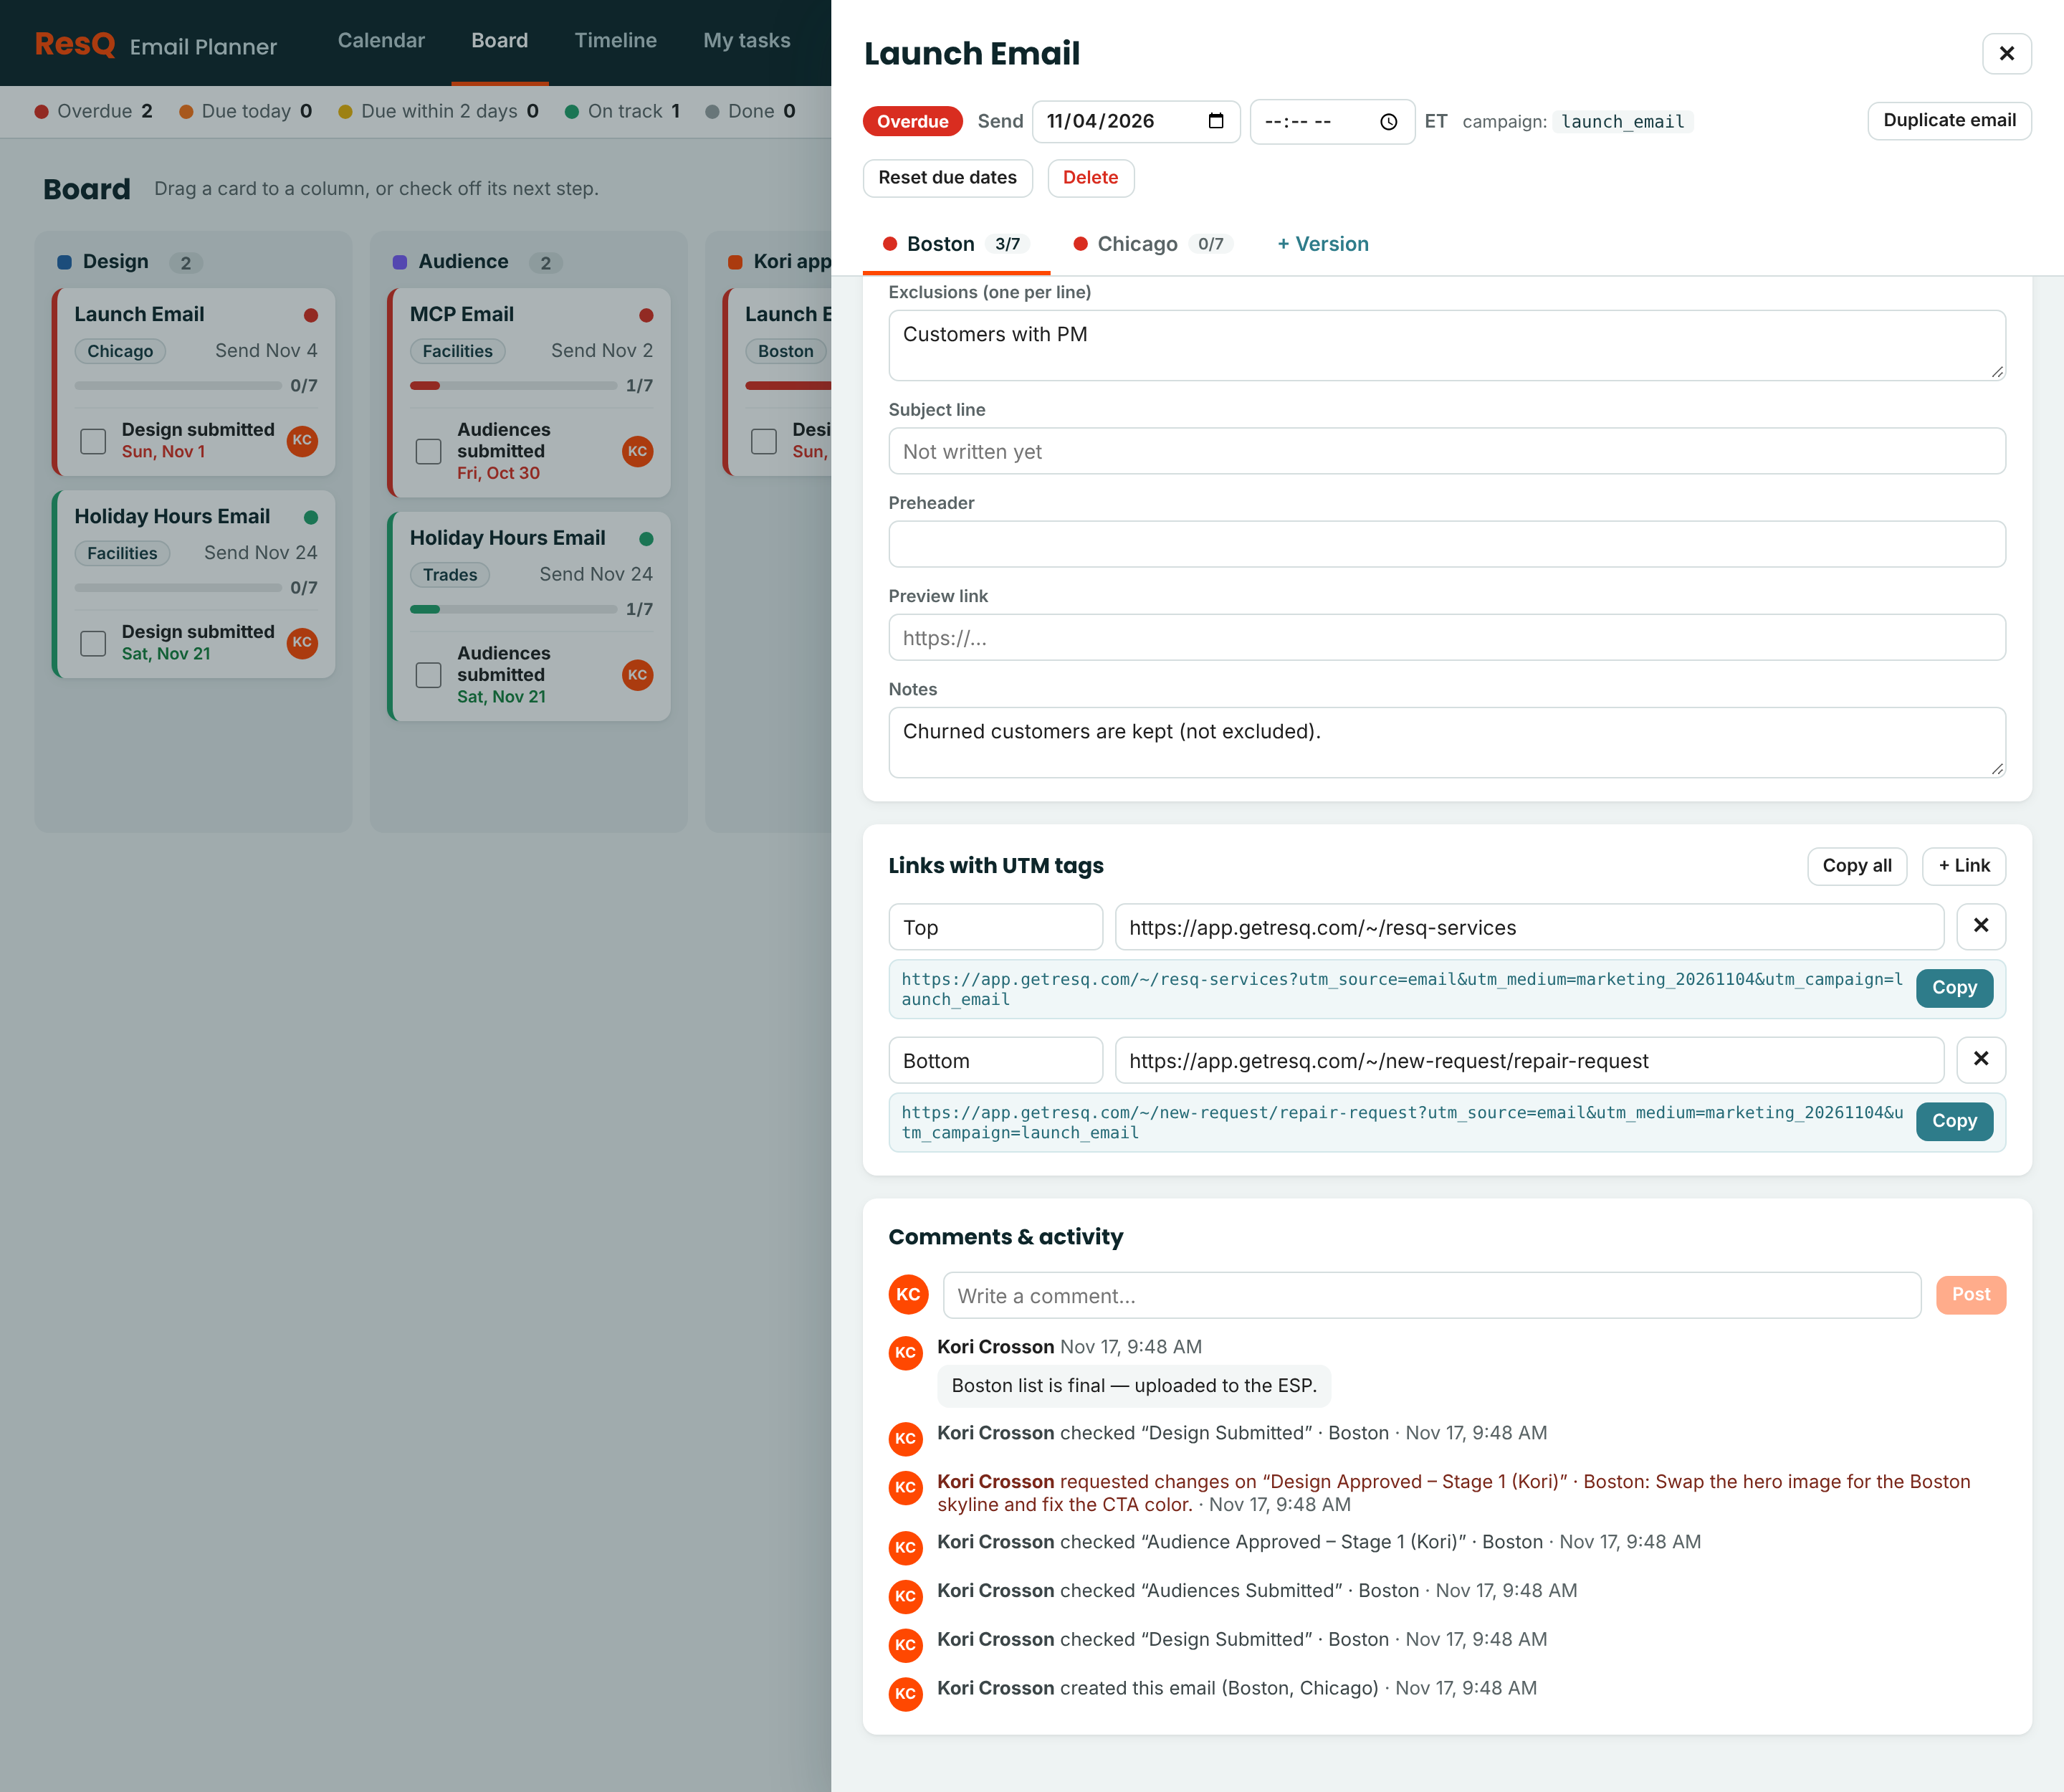 ResQ Email Planner
Calendar
Board
Timeline
My tasks
Overdue 2
Due today 0
Due within 2 days 0
On track 1
Done 0
Board
Drag a card to a column, or check off its next step.
Design 2
Launch Email
Chicago
Send Nov 4
0/7
Design submitted
Sun, Nov 1
KC
Holiday Hours Email
Facilities
Send Nov 24
0/7
Design submitted
Sat, Nov 21
KC
Audience 2
MCP Email
Facilities
Send Nov 2
1/7
Audiences
submitted
Fri, Oct 30
KC
Holiday Hours Email
Trades
Send Nov 24
1/7
Audiences
submitted
Sat, Nov 21
KC
Kori app
Launch E
Boston
Desi
Sun,
Launch Email
✕
Overdue
Send
11/04/2026
--:-- --
ET
campaign: launch_email
Duplicate email
Reset due dates
Delete
Boston 3/7
Chicago 0/7
+ Version
Exclusions (one per line)
Customers with PM
Subject line
Not written yet
Preheader
Preview link
https://...
Notes
Churned customers are kept (not excluded).
Links with UTM tags
Copy all
+ Link
Top
https://app.getresq.com/~/resq-services
✕
https://app.getresq.com/~/resq-services?utm_source=email&utm_medium=marketing_20261104&utm_campaign=l
aunch_email
Copy
Bottom
https://app.getresq.com/~/new-request/repair-request
✕
https://app.getresq.com/~/new-request/repair-request?utm_source=email&utm_medium=marketing_20261104&u
tm_campaign=launch_email
Copy
Comments & activity
KC
Write a comment...
Post
KC
Kori Crosson Nov 17, 9:48 AM
Boston list is final — uploaded to the ESP.
KC
Kori Crosson checked “Design Submitted” · Boston · Nov 17, 9:48 AM
KC
Kori Crosson requested changes on “Design Approved – Stage 1 (Kori)” · Boston: Swap the hero image for the Boston
skyline and fix the CTA color. · Nov 17, 9:48 AM
KC
Kori Crosson checked “Audience Approved – Stage 1 (Kori)” · Boston · Nov 17, 9:48 AM
KC
Kori Crosson checked “Audiences Submitted” · Boston · Nov 17, 9:48 AM
KC
Kori Crosson checked “Design Submitted” · Boston · Nov 17, 9:48 AM
KC
Kori Crosson created this email (Boston, Chicago) · Nov 17, 9:48 AM